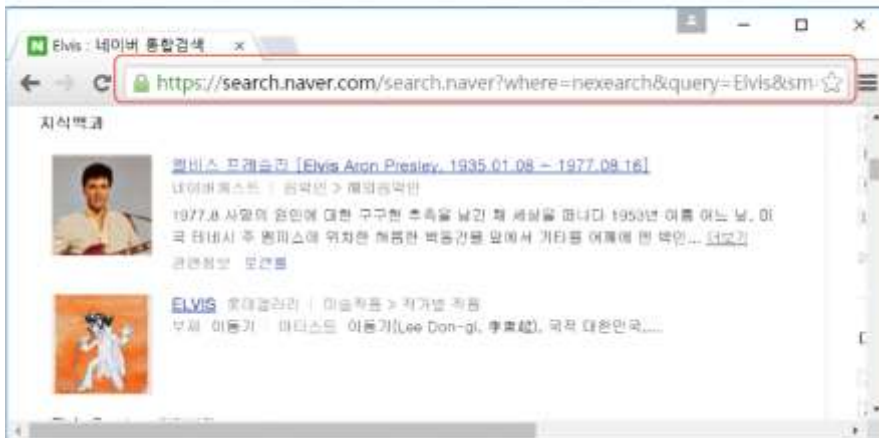 Elvis : 네이버 통합검색
https://search.naver.com/search.naver?where=nexearch&query=Elvis&sm
지식백과
엘비스 프레슬리 [Elvis Aron Presley, 1935.01.08 ~ 1977.08.16]
네이버캐스트 | 음악인 > 해외음악인
1977.8 사망의 원인에 대한 구구한 추측을 남긴 채 세상을 떠나다 1953년 여름 어느 날, 미
국 테네시 주 멤피스에 위치한 허름한 벽돌건물 앞에서 기타를 어깨에 멘 백인... 더보기
관련정보 오건틀
ELVIS 롯데갤러리 | 미술작품 > 작가별 작품
부제 이동기 | 아티스트 이동기(Lee Don-gi, 李東起), 국적 대한민국,....